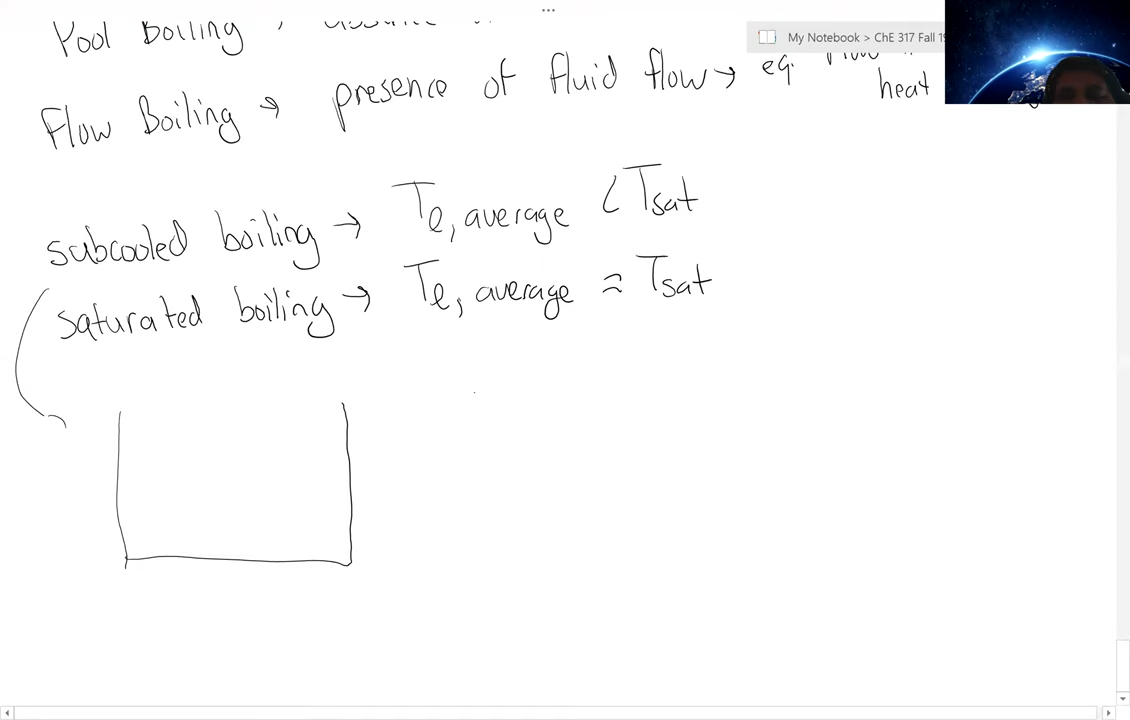 Pool Boiling
My Notebook > ChE 317 Fall 19
Flow Boiling → presence of fluid flow → eg.
heat
subcooled boiling → Tℓ, average < Tsat
saturated boiling → Tℓ, average ≈ Tsat